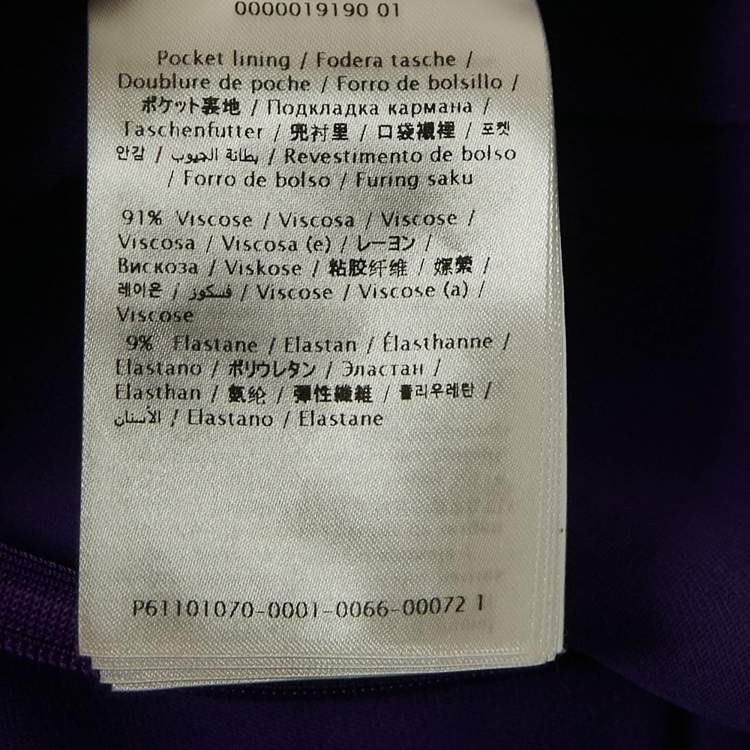 0000019190 01
Pocket lining / Fodera tasche /
Doublure de poche / Forro de bolsillo /
ポケット裏地 / Подкладка кармана /
Taschenfutter / 兜衬里 / 口袋襯裡 / 포켓
안감 / بطانة الجيوب / Revestimento de bolso
/ Forro de bolso / Furing saku
91% Viscose / Viscosa / Viscose /
Viscosa / Viscosa (e) / レーヨン /
Вискоза / Viskose / 粘胶纤维 / 嫘縈 /
레이온 / فسكوز / Viscose / Viscose (a) /
Viscose
9% Elastane / Elastan / Élasthanne /
Elastano / ポリウレタン / Эластан /
Elasthan / 氨纶 / 彈性纖維 / 폴리우레탄 /
الأسنان / Elastano / Elastane
P61101070-0001-0066-00072 1